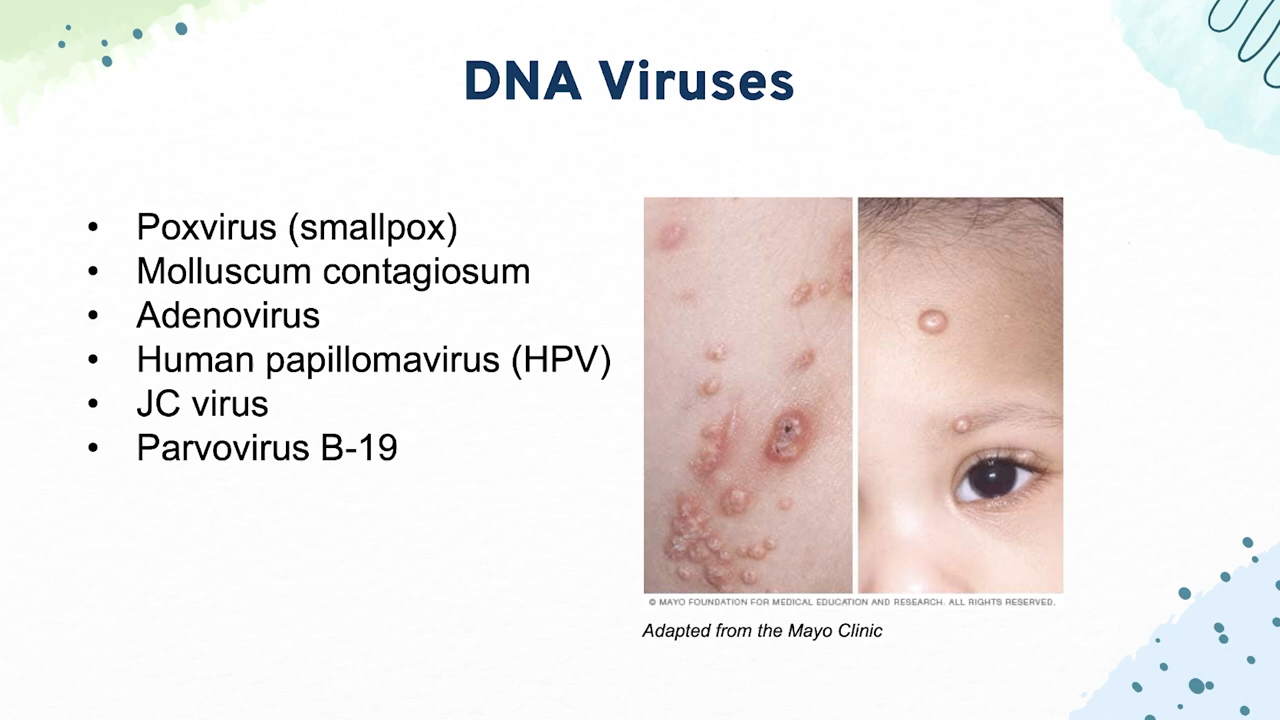 DNA Viruses
• Poxvirus (smallpox)
• Molluscum contagiosum
• Adenovirus
• Human papillomavirus (HPV)
• JC virus
• Parvovirus B-19
© MAYO FOUNDATION FOR MEDICAL EDUCATION AND RESEARCH. ALL RIGHTS RESERVED.
Adapted from the Mayo Clinic